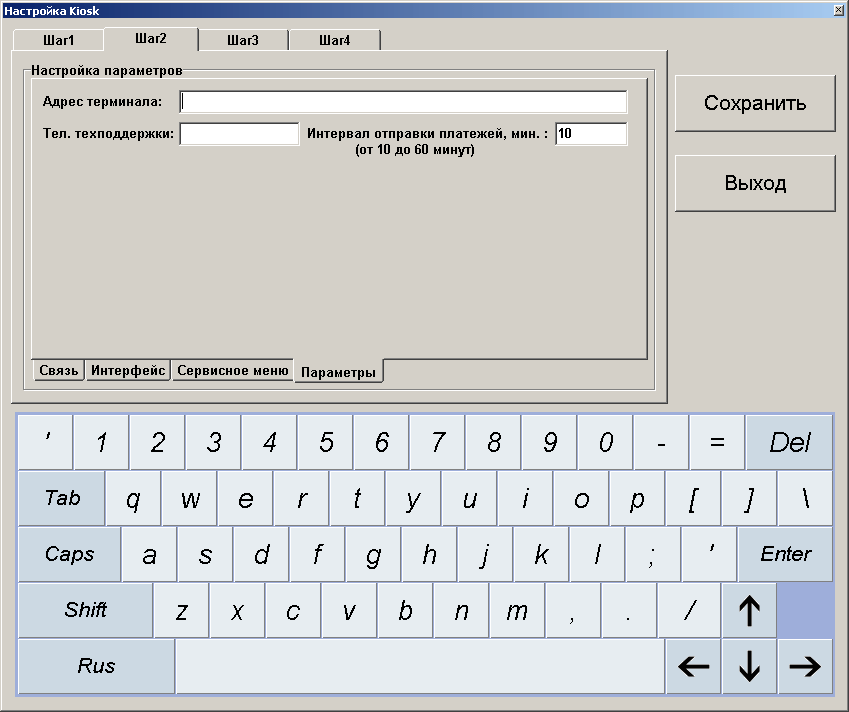 Настройка Kiosk
Шаг1 Шаг2 Шаг3 Шаг4
Настройка параметров
Адрес терминала:
Тел. техподдержки: Интервал отправки платежей, мин. : 10
(от 10 до 60 минут)
Связь Интерфейс Сервисное меню Параметры
Сохранить
Выход
' 1 2 3 4 5 6 7 8 9 0 - = Del
Tab q w e r t y u i o p [ ] \
Caps a s d f g h j k l ; ' Enter
Shift z x c v b n m , . / ↑
Rus ← ↓ →